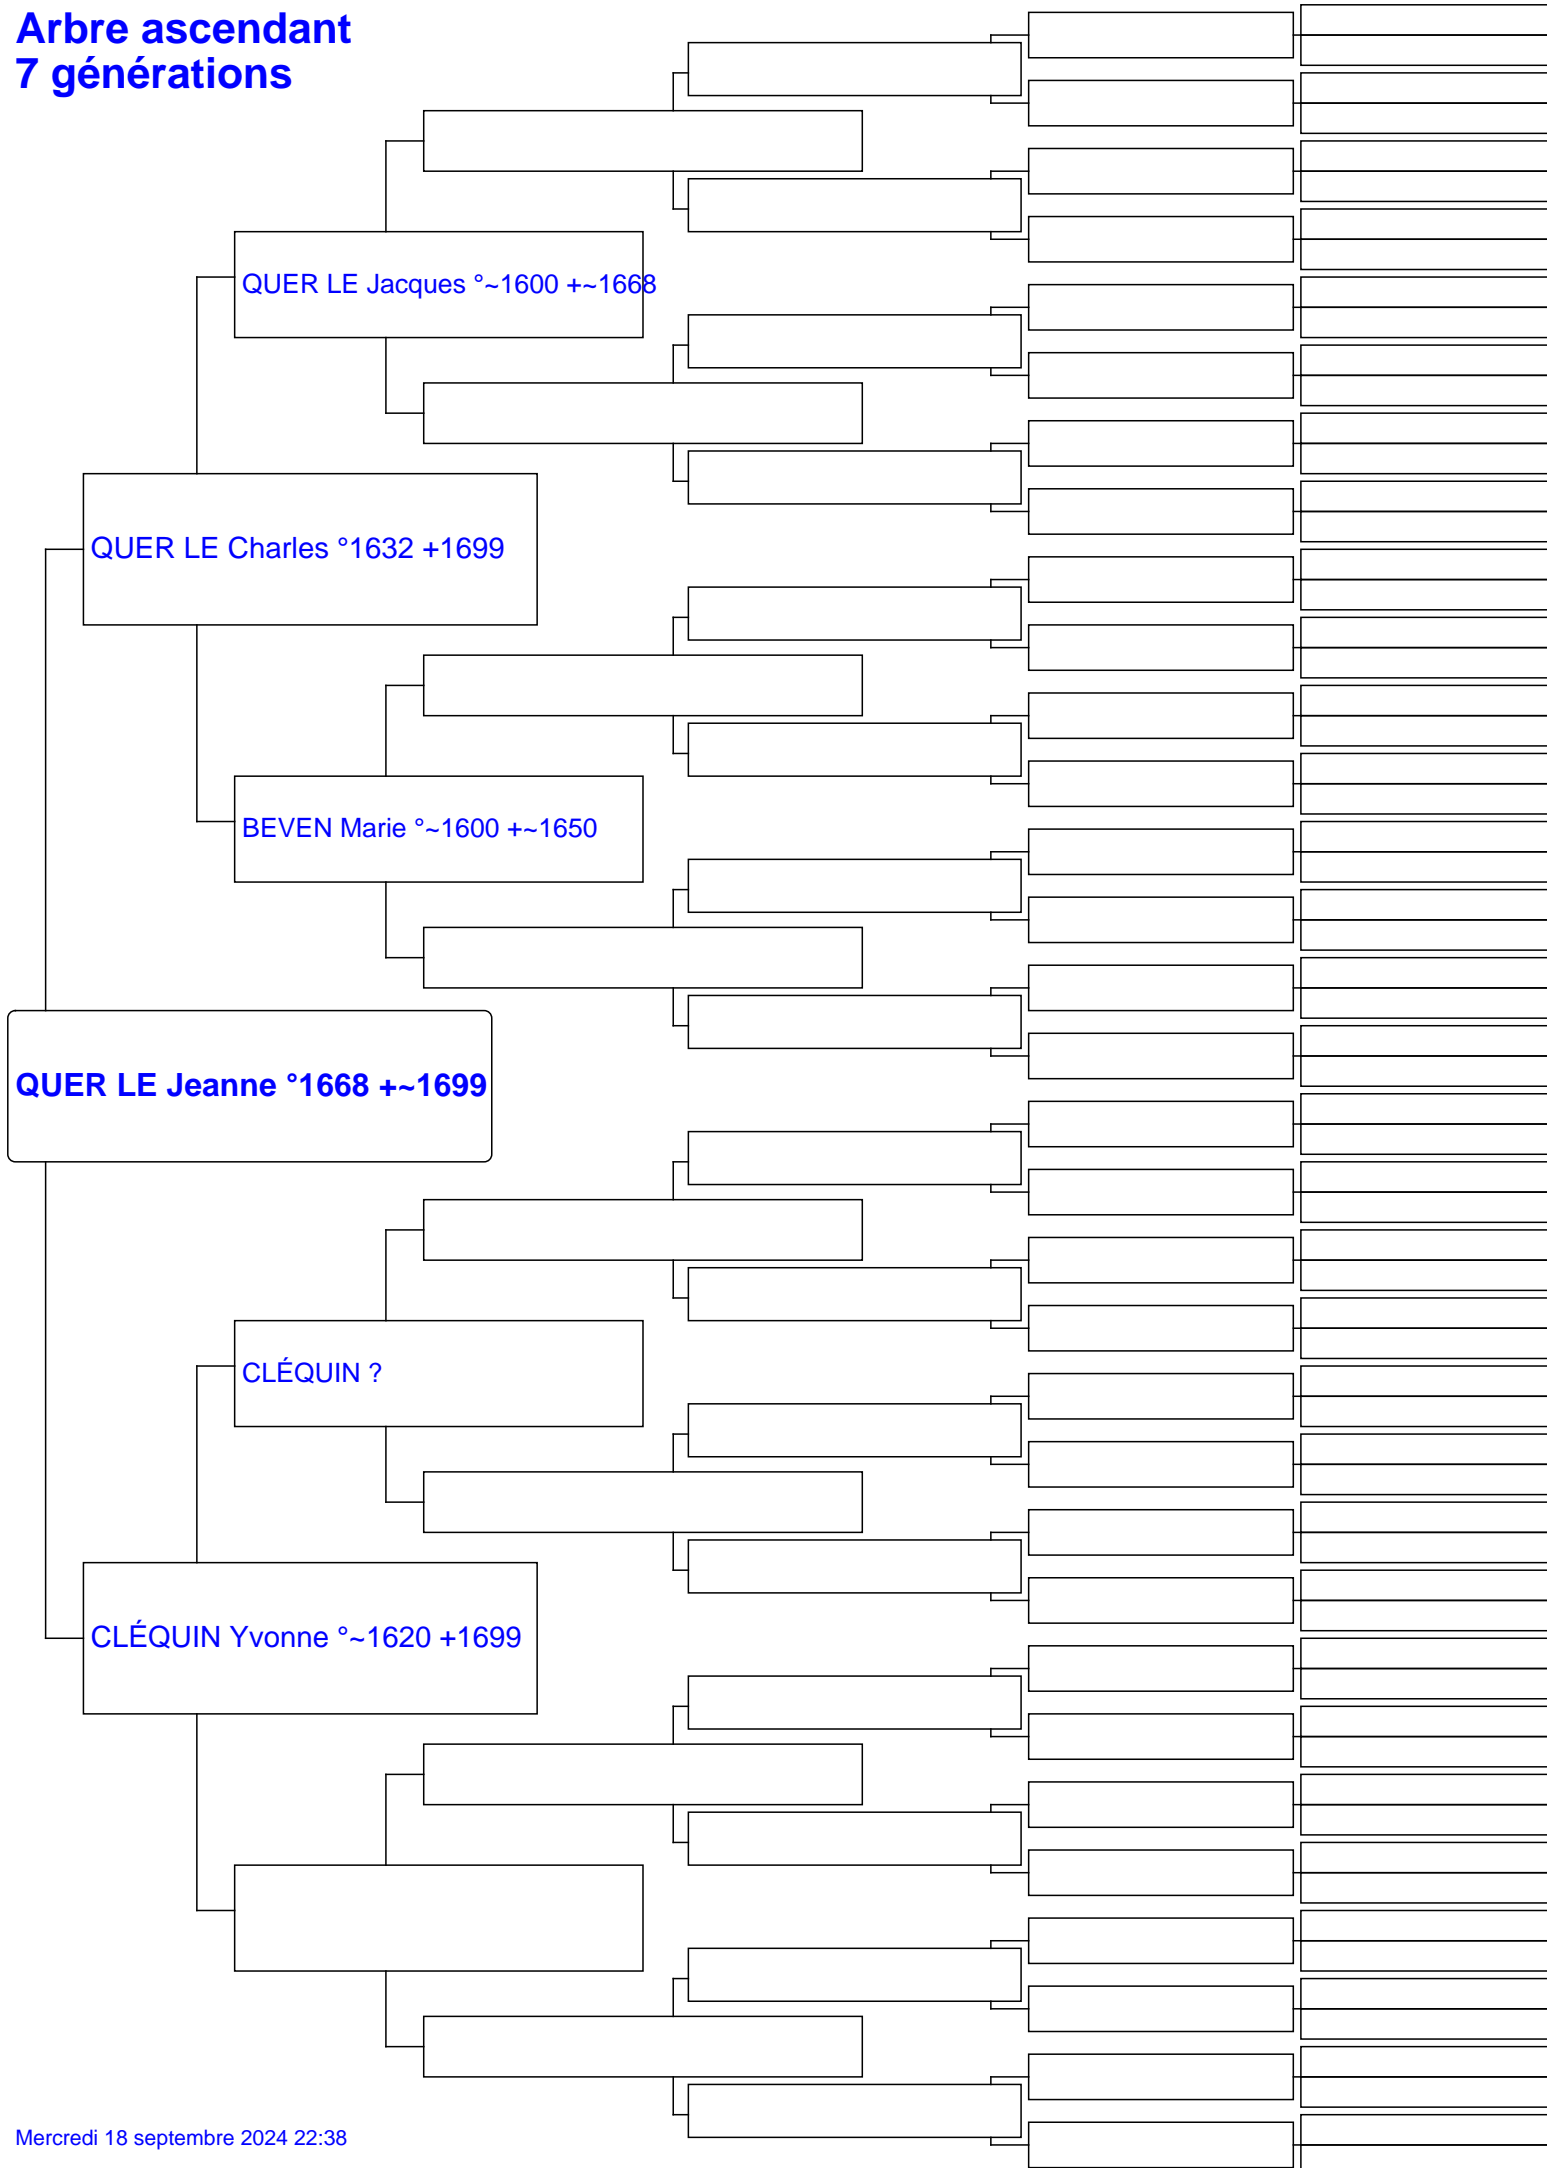 Arbre ascendant
7 générations
QUER LE Jacques °~1600 +~1668
QUER LE Charles °1632 +1699
BEVEN Marie °~1600 +~1650
QUER LE Jeanne °1668 +~1699
CLÉQUIN ?
CLÉQUIN Yvonne °~1620 +1699
Mercredi 18 septembre 2024 22:38